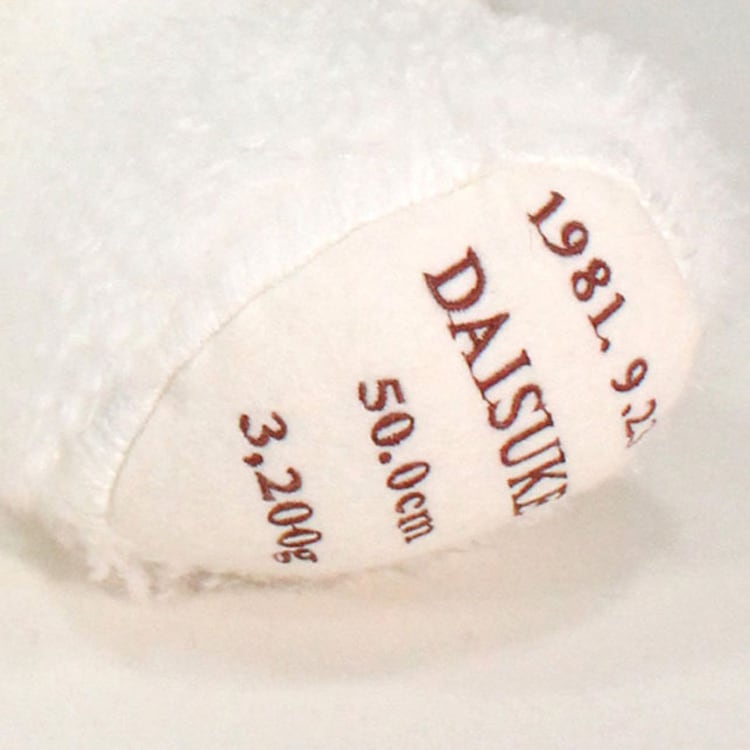 1981. 9.2
DAISUKE
50.0cm
3,200g